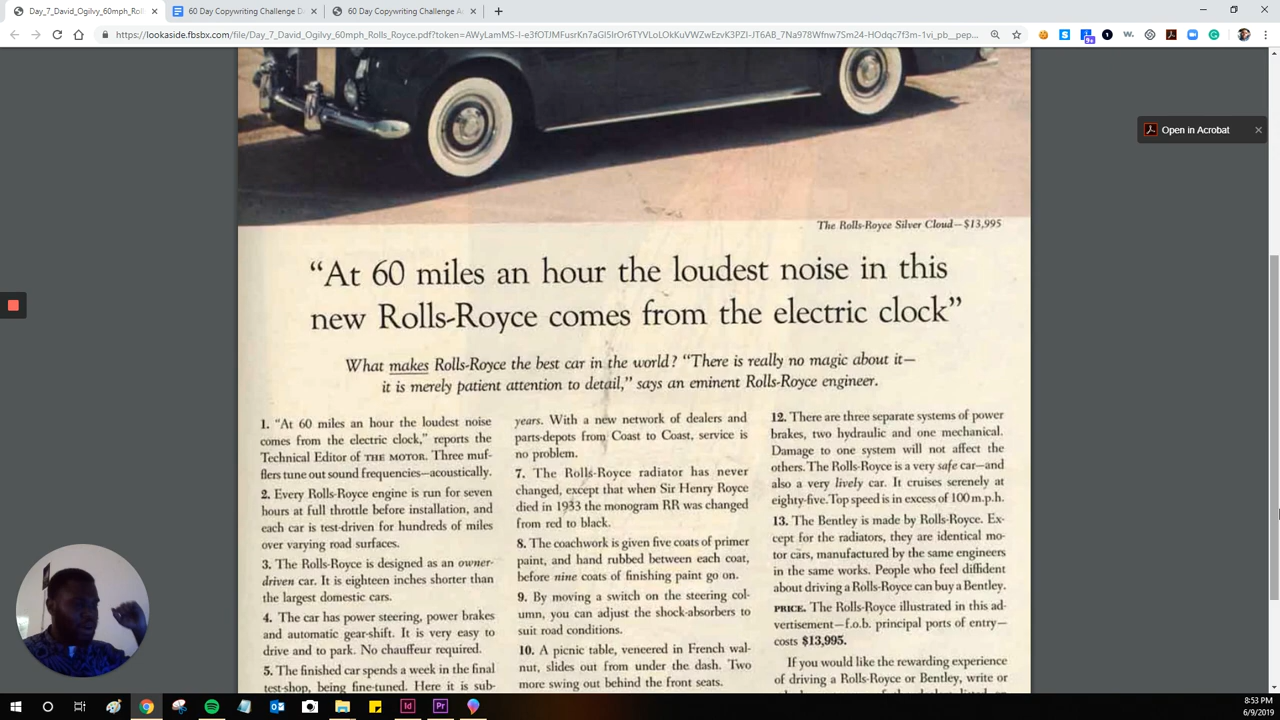 Day_7_David_Ogilvy_60mph_Rolls_R
60 Day Copywriting Challenge D
60 Day Copywriting Challenge A
https://lookaside.fbsbx.com/file/Day_7_David_Ogilvy_60mph_Rolls_Royce.pdf?token=
Open in Acrobat
The Rolls-Royce Silver Cloud—$13,995
“At 60 miles an hour the loudest noise in this
new Rolls-Royce comes from the electric clock”
What makes Rolls-Royce the best car in the world? “There is really no magic about it—
it is merely patient attention to detail,” says an eminent Rolls-Royce engineer.
1. “At 60 miles an hour the loudest noise
comes from the electric clock,” reports the
Technical Editor of THE MOTOR. Three muf-
flers tune out sound frequencies—acoustically.
2. Every Rolls-Royce engine is run for seven
hours at full throttle before installation, and
each car is test-driven for hundreds of miles
over varying road surfaces.
3. The Rolls-Royce is designed as an owner-
driven car. It is eighteen inches shorter than
the largest domestic cars.
4. The car has power steering, power brakes
and automatic gear-shift. It is very easy to
drive and to park. No chauffeur required.
5. The finished car spends a week in the final
test-shop, being fine-tuned. Here it is sub-
years. With a new network of dealers and
parts-depots from Coast to Coast, service is
no problem.
7. The Rolls-Royce radiator has never
changed, except that when Sir Henry Royce
died in 1933 the monogram RR was changed
from red to black.
8. The coachwork is given five coats of primer
paint, and hand rubbed between each coat,
before nine coats of finishing paint go on.
9. By moving a switch on the steering col-
umn, you can adjust the shock-absorbers to
suit road conditions.
10. A picnic table, veneered in French wal-
nut, slides out from under the dash. Two
more swing out behind the front seats.
12. There are three separate systems of power
brakes, two hydraulic and one mechanical.
Damage to one system will not affect the
others. The Rolls-Royce is a very safe car—and
also a very lively car. It cruises serenely at
eighty-five. Top speed is in excess of 100 m.p.h.
13. The Bentley is made by Rolls-Royce. Ex-
cept for the radiators, they are identical mo-
tor cars, manufactured by the same engineers
in the same works. People who feel diffident
about driving a Rolls-Royce can buy a Bentley.
PRICE. The Rolls-Royce illustrated in this ad-
vertisement—f.o.b. principal ports of entry—
costs $13,995.
If you would like the rewarding experience
of driving a Rolls-Royce or Bentley, write or
8:53 PM
6/9/2019